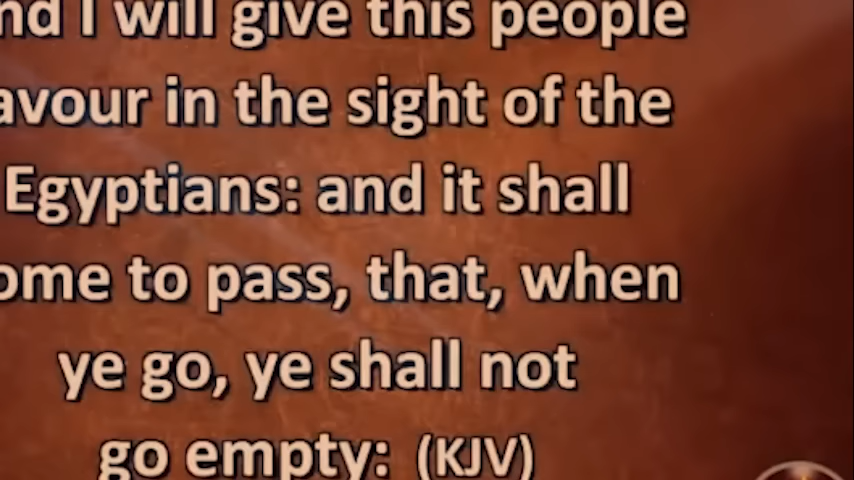 nd I will give this people
avour in the sight of the
Egyptians: and it shall
ome to pass, that, when
ye go, ye shall not
go empty: (KJV)